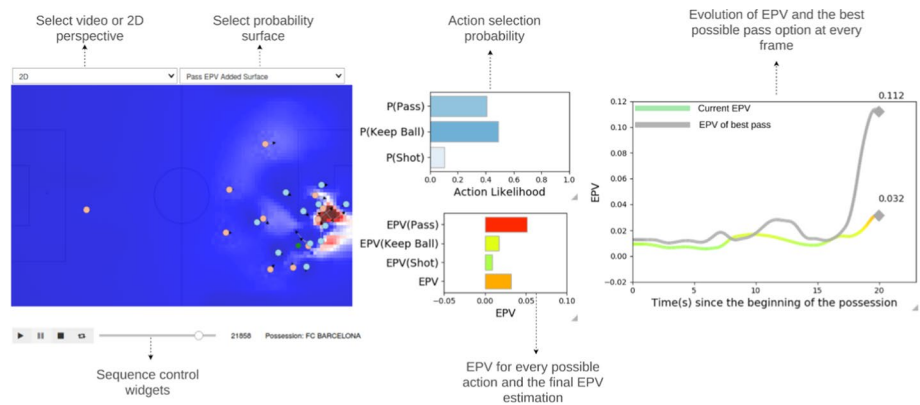 Select video or 2D
perspective
Select probability
surface
Action selection
probability
Evolution of EPV and the best
possible pass option at every
frame
2D
Pass EPV Added Surface
P(Pass)
P(Keep Ball)
P(Shot)
0.0 0.2 0.4 0.6 0.8 1.0
Action Likelihood
EPV(Pass)
EPV(Keep Ball)
EPV(Shot)
EPV
−0.05 0.00 0.05 0.10
EPV
0.112
0.12
Current EPV
0.10
EPV of best pass
0.08
0.06
EPV
0.04
0.032
0.02
0.00
−0.02
0 5 10 15 20
Time(s) since the beginning of the possession
21858 Possession: FC BARCELONA
Sequence control
widgets
EPV for every possible
action and the final EPV
estimation